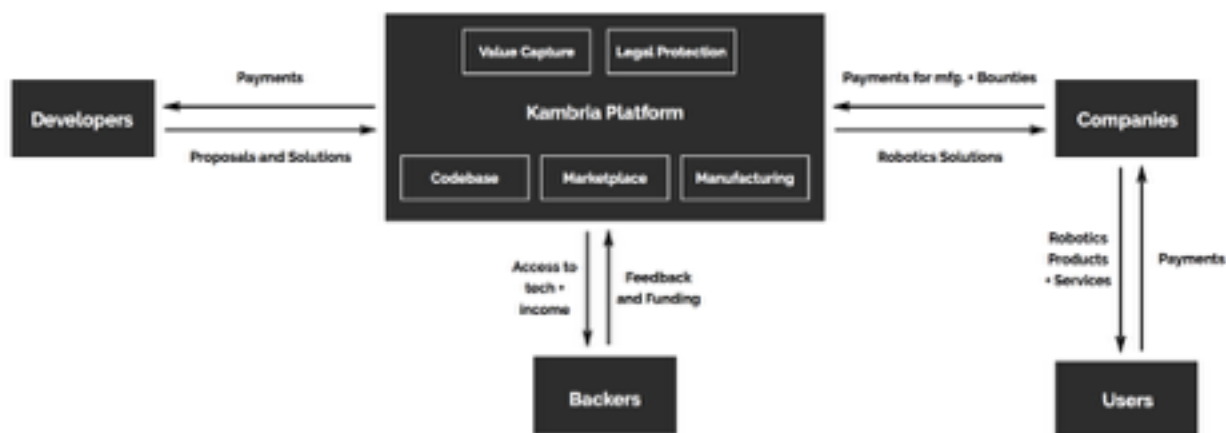 Value Capture
Legal Protection
Payments
Payments for mfg. + Bounties
Developers
Kambria Platform
Companies
Proposals and Solutions
Robotics Solutions
Codebase
Marketplace
Manufacturing
Access to
tech +
income
Feedback
and Funding
Robotics
Products
+ Services
Payments
Backers
Users